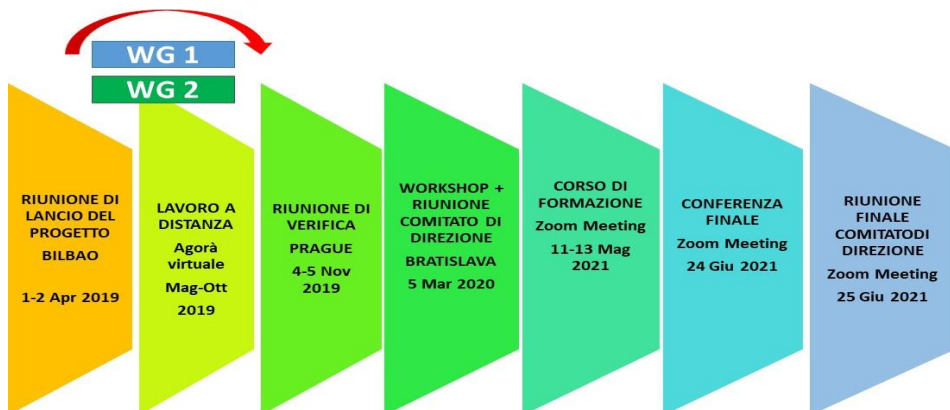 WG 1
WG 2
RIUNIONE DI
LANCIO DEL
PROGETTO
BILBAO
1-2 Apr 2019
LAVORO A
DISTANZA
Agorà
virtuale
Mag-Ott
2019
RIUNIONE DI
VERIFICA
PRAGUE
4-5 Nov
2019
WORKSHOP +
RIUNIONE
COMITATO DI
DIREZIONE
BRATISLAVA
5 Mar 2020
CORSO DI
FORMAZIONE
Zoom Meeting
11-13 Mag
2021
CONFERENZA
FINALE
Zoom Meeting
24 Giu 2021
RIUNIONE
FINALE
COMITATODI
DIREZIONE
Zoom Meeting
25 Giu 2021